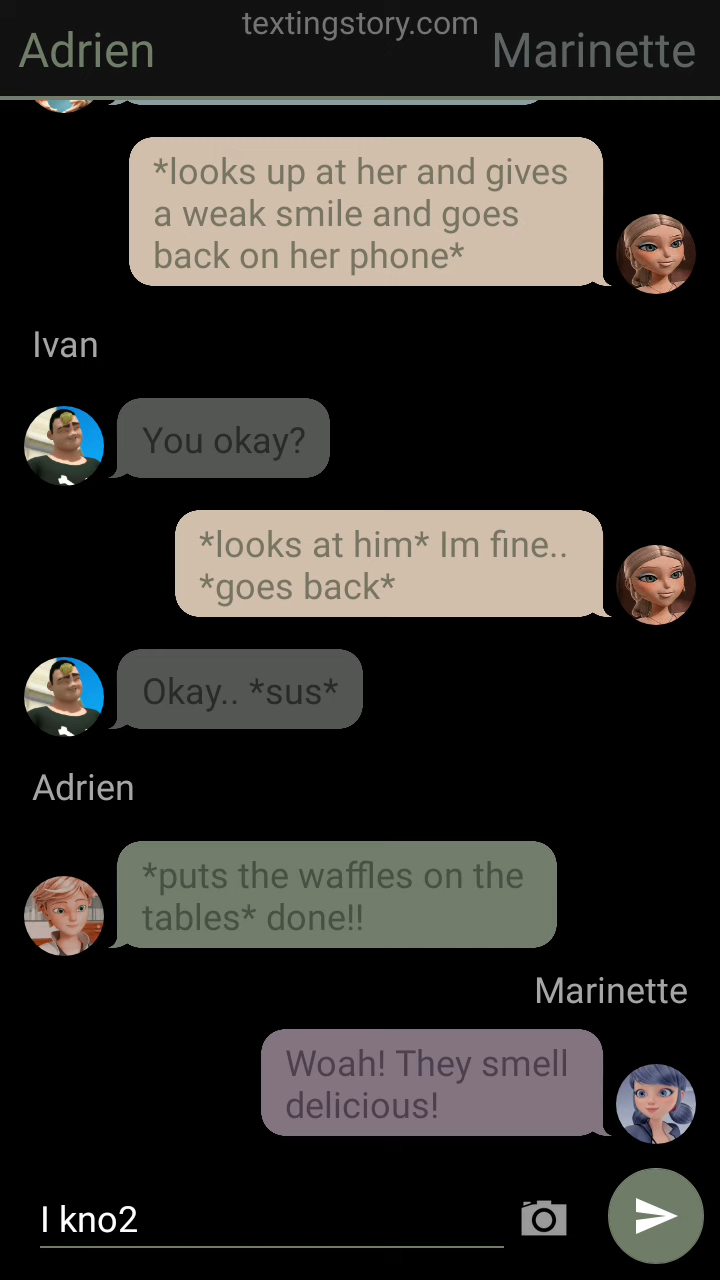 textingstory.com
Adrien
Marinette
*looks up at her and gives
a weak smile and goes
back on her phone*
Ivan
You okay?
*looks at him* Im fine..
*goes back*
Okay.. *sus*
Adrien
*puts the waffles on the
tables* done!!
Marinette
Woah! They smell
delicious!
I kno2